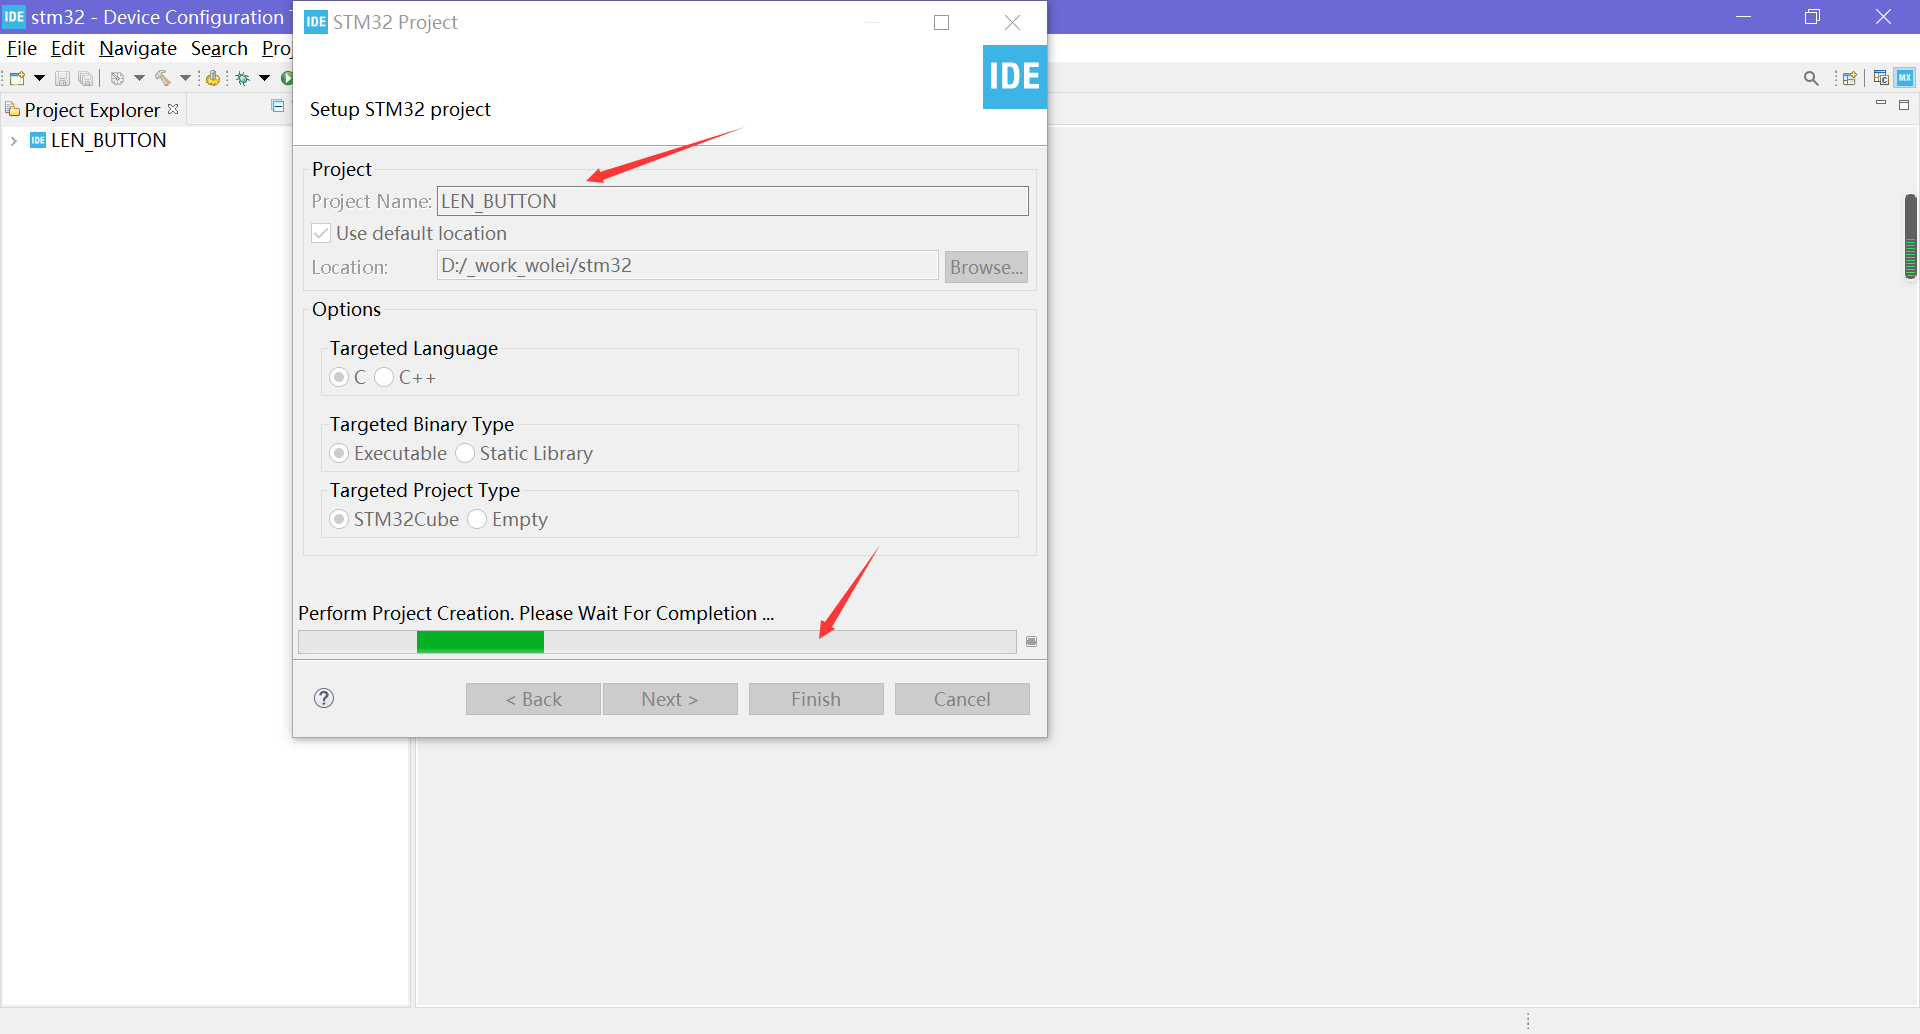 IDE stm32 - Device Configuration
IDE STM32 Project
File Edit Navigate Search
MX
Project Explorer
IDE LEN_BUTTON
IDE
Setup STM32 project
Project
Project Name: LEN_BUTTON
Use default location
Location: D:/_work_wolei/stm32 Browse...
Options
Targeted Language
C C++
Targeted Binary Type
Executable Static Library
Targeted Project Type
STM32Cube Empty
Perform Project Creation. Please Wait For Completion ...
? < Back Next > Finish Cancel